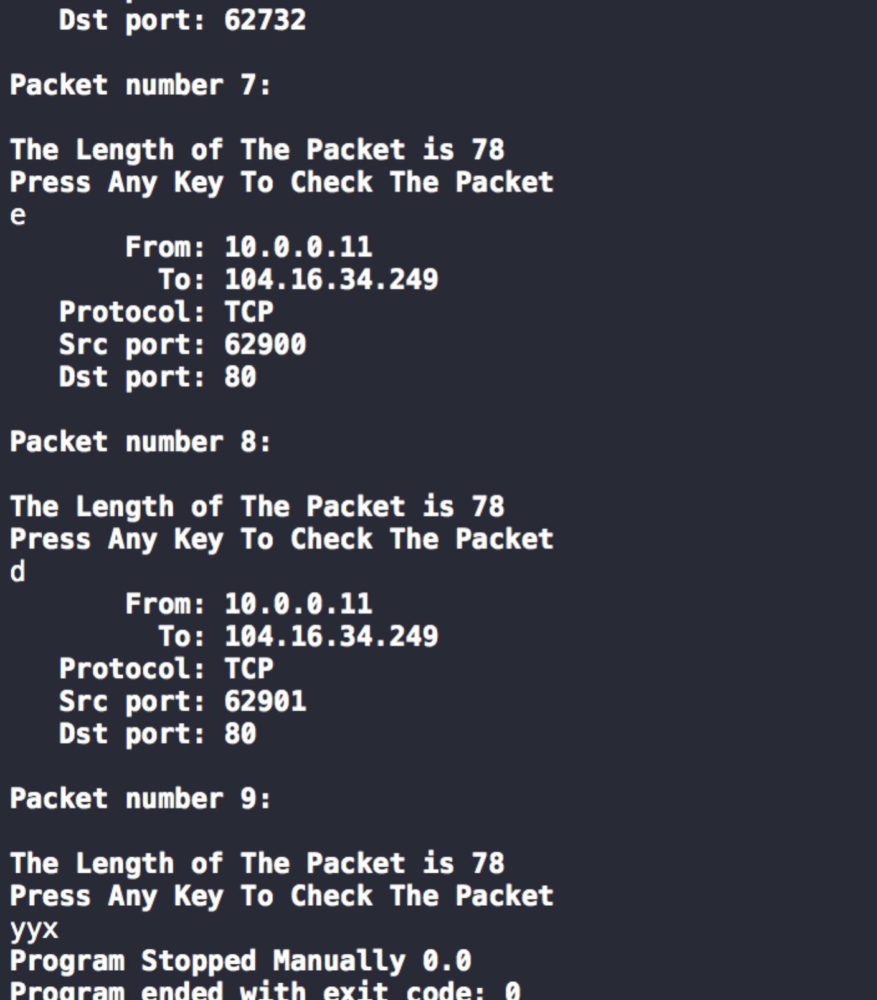 Dst port: 62732
Packet number 7:
The Length of The Packet is 78
Press Any Key To Check The Packet
e
From: 10.0.0.11
To: 104.16.34.249
Protocol: TCP
Src port: 62900
Dst port: 80
Packet number 8:
The Length of The Packet is 78
Press Any Key To Check The Packet
d
From: 10.0.0.11
To: 104.16.34.249
Protocol: TCP
Src port: 62901
Dst port: 80
Packet number 9:
The Length of The Packet is 78
Press Any Key To Check The Packet
yyx
Program Stopped Manually 0.0
Program ended with exit code: 0